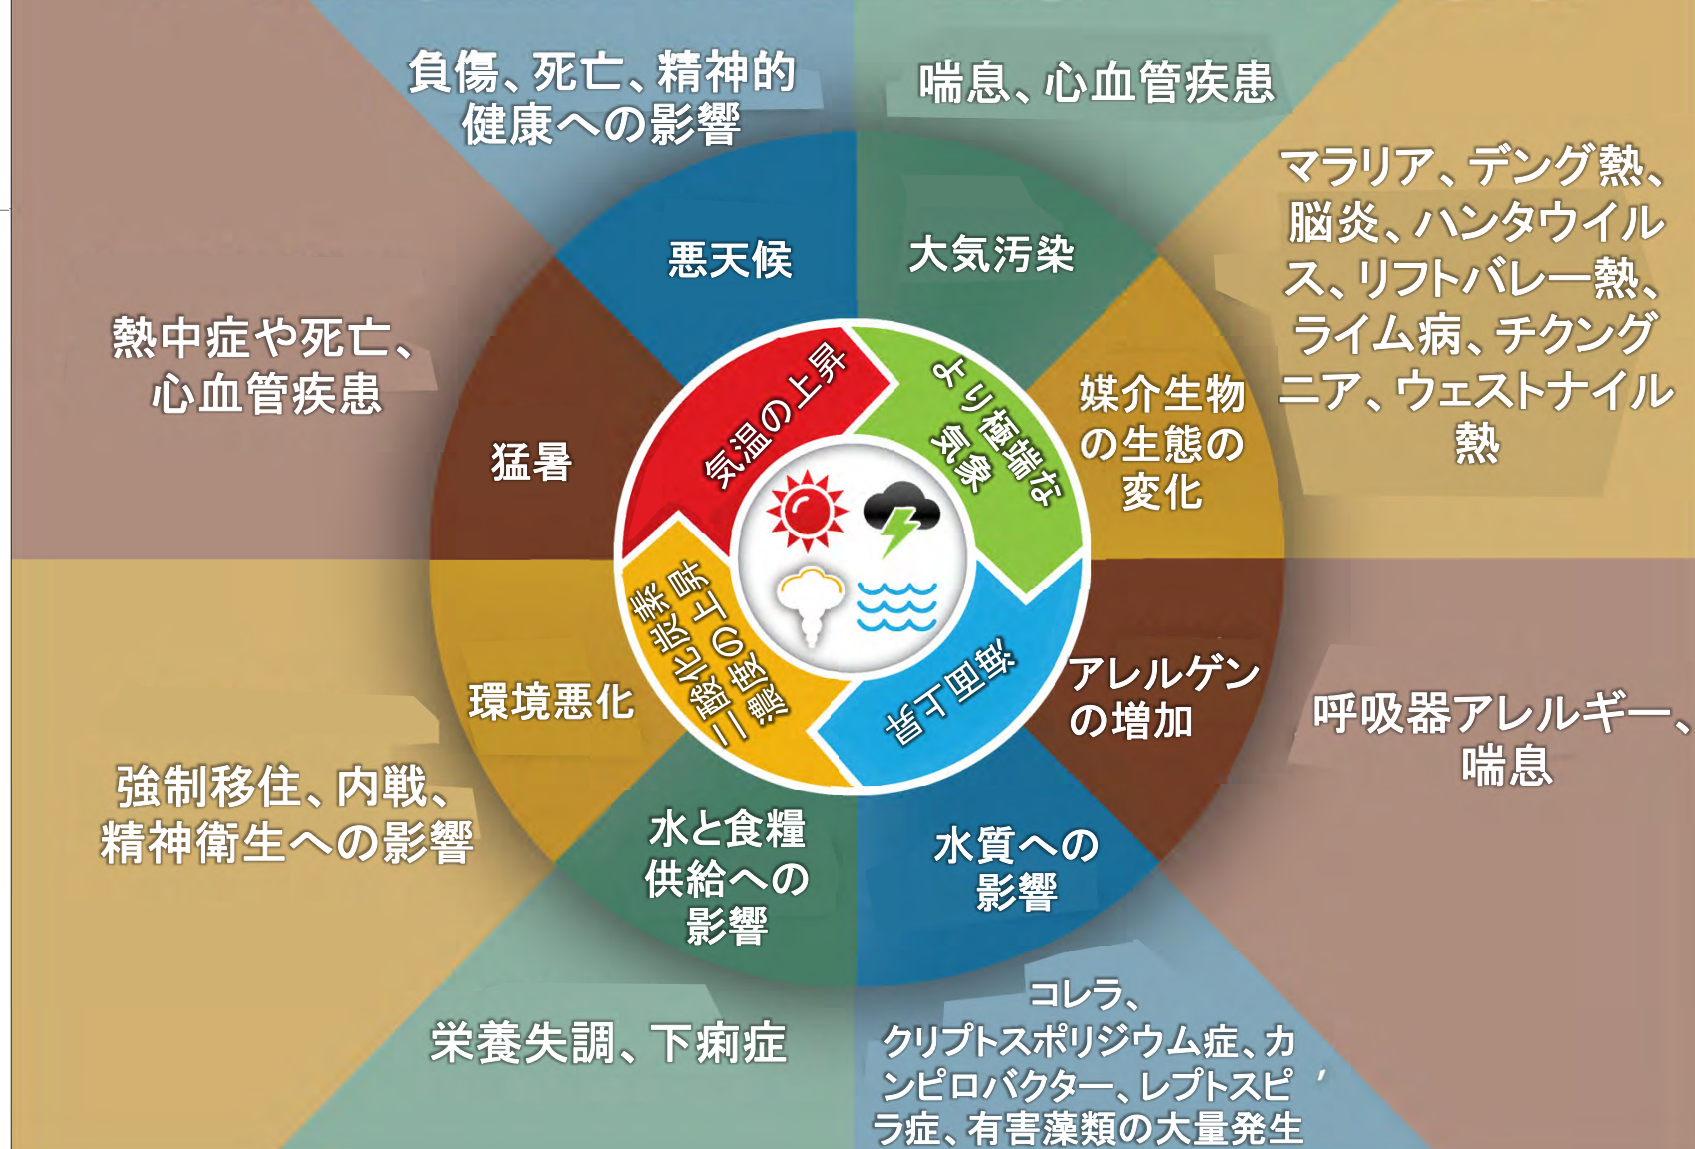 負傷、死亡、精神的
健康への影響
喘息、心血管疾患
マラリア、デング熱、
脳炎、ハンタウイル
ス、リフトバレー熱、
ライム病、チクング
ニア、ウェストナイル
熱
呼吸器アレルギー、
喘息
コレラ、
クリプトスポリジウム症、カ
ンピロバクター、レプトスピ
ラ症、有害藻類の大量発生
,
栄養失調、下痢症
強制移住、内戦、
精神衛生への影響
熱中症や死亡、
心血管疾患
悪天候
大気汚染
媒介生物
の生態の
変化
アレルゲン
の増加
水質への
影響
水と食糧
供給への
影響
環境悪化
猛暑
気温の上昇
より極端な
気象
海面上昇
二酸化炭素
濃度の上昇